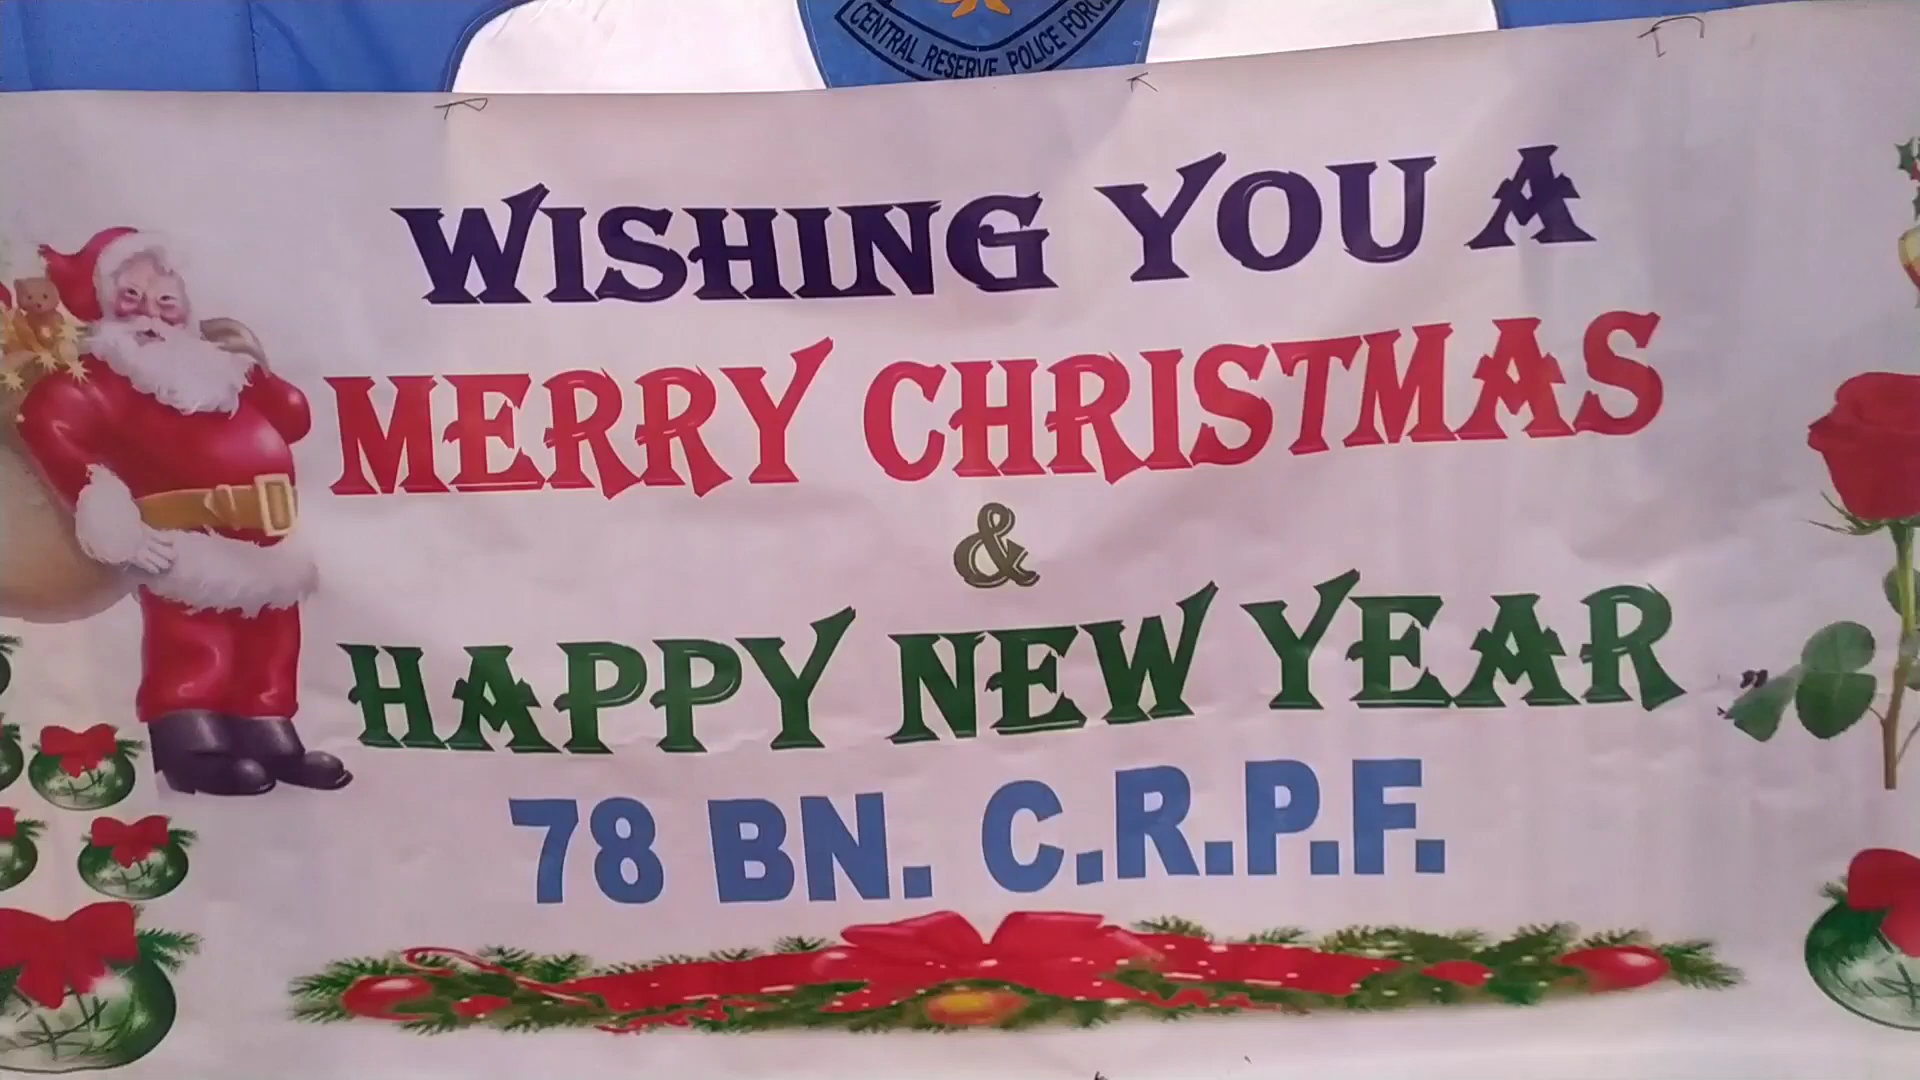 CENTRAL RESERVE POLICE FORCE
WISHING YOU A
MERRY CHRISTMAS
&
HAPPY NEW YEAR
78 BN. C.R.P.F.